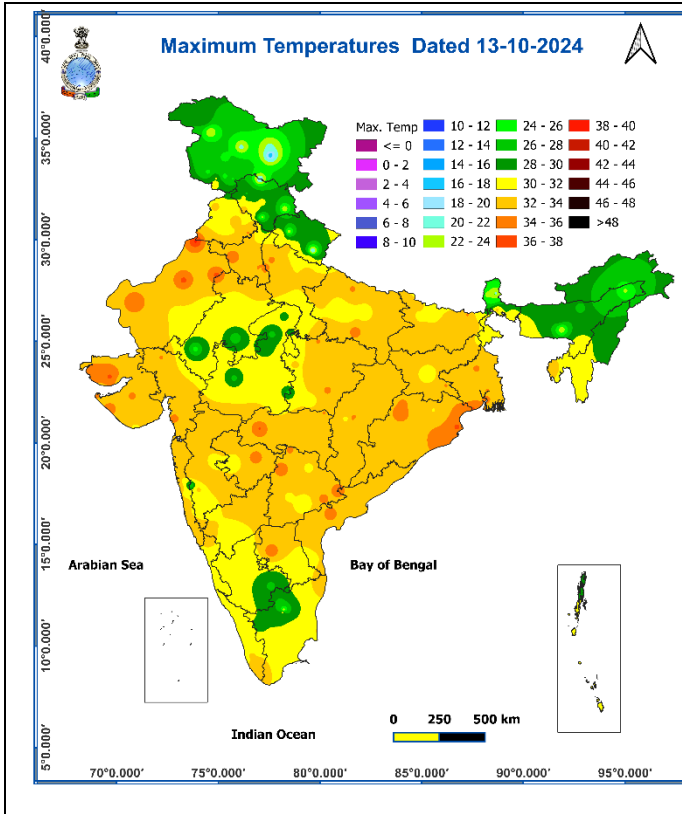 Maximum Temperatures Dated 13-10-2024
Max. Temp
<= 0
0 - 2
2 - 4
4 - 6
6 - 8
8 - 10
10 - 12
12 - 14
14 - 16
16 - 18
18 - 20
20 - 22
22 - 24
24 - 26
26 - 28
28 - 30
30 - 32
32 - 34
34 - 36
36 - 38
38 - 40
40 - 42
42 - 44
44 - 46
46 - 48
>48
40°0.000'
35°0.000'
30°0.000'
25°0.000'
20°0.000'
15°0.000'
10°0.000'
5°0.000'
Arabian Sea
Bay of Bengal
Indian Ocean
0 250 500 km
70°0.000' 75°0.000' 80°0.000' 85°0.000' 90°0.000' 95°0.000'